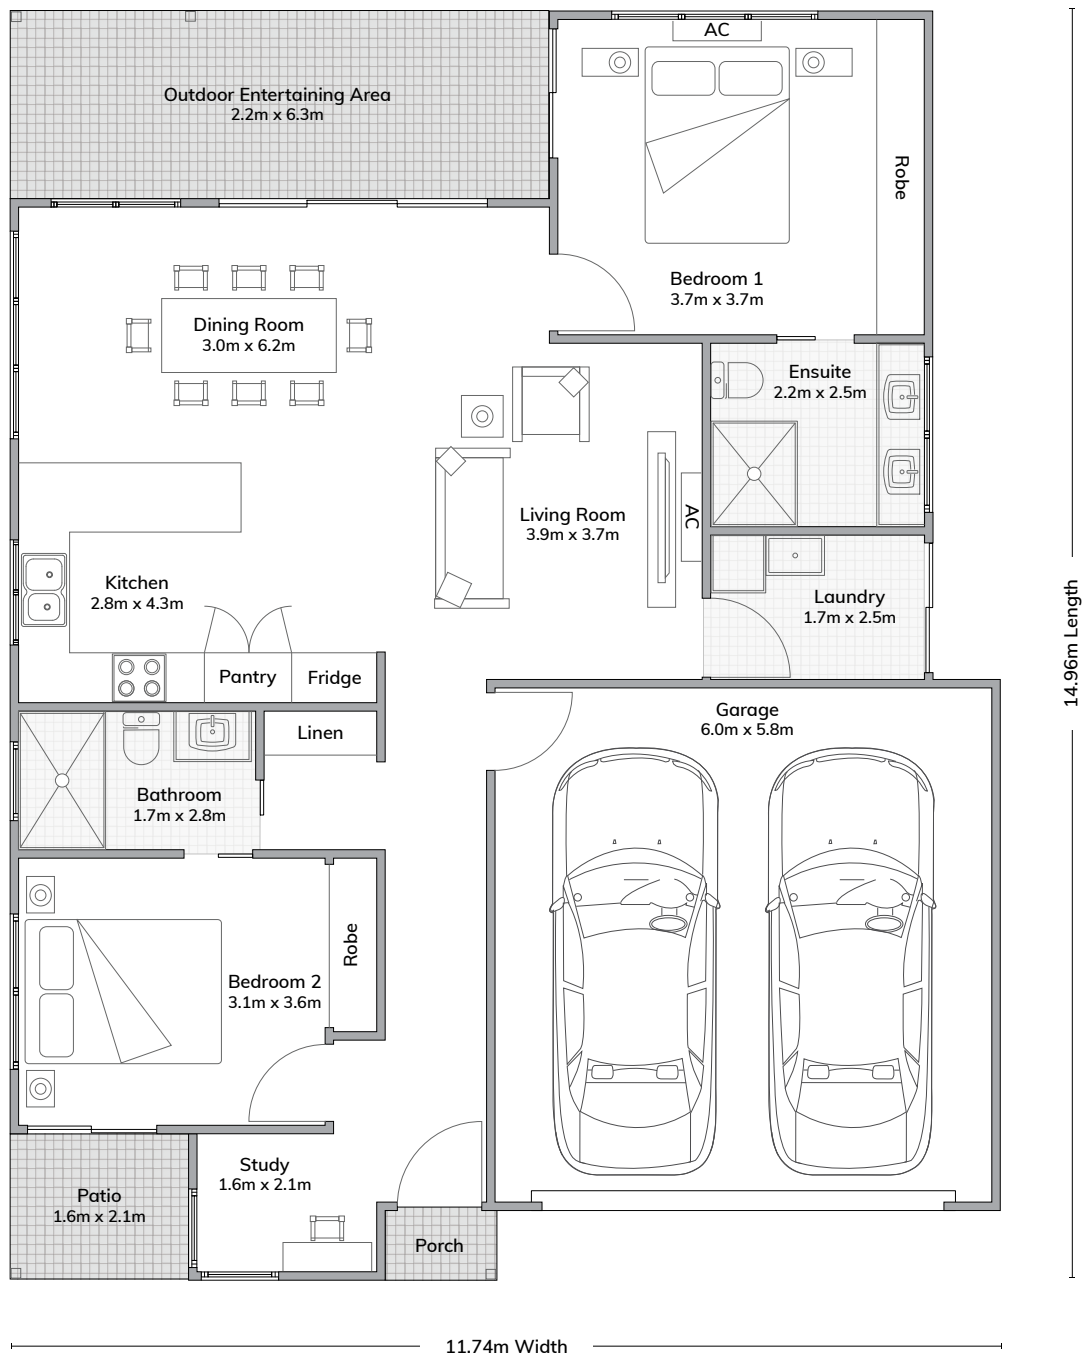 AC
Outdoor Entertaining Area
2.2m x 6.3m
Robe
Bedroom 1
3.7m x 3.7m
Dining Room
3.0m x 6.2m
Ensuite
2.2m x 2.5m
Living Room
3.9m x 3.7m
AC
Kitchen
2.8m x 4.3m
Laundry
1.7m x 2.5m
14.96m Length
Pantry
Fridge
Garage
6.0m x 5.8m
Linen
Bathroom
1.7m x 2.8m
Robe
Bedroom 2
3.1m x 3.6m
Study
1.6m x 2.1m
Patio
1.6m x 2.1m
Porch
11.74m Width